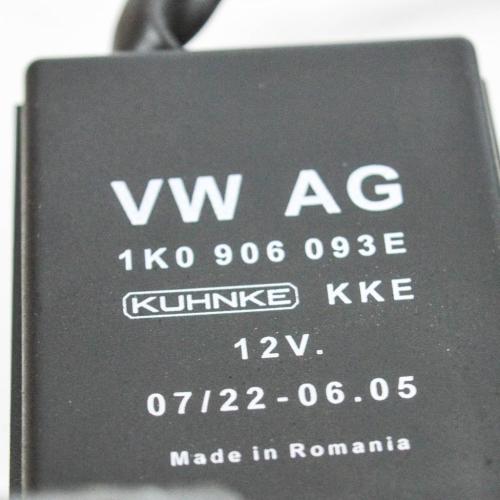 VW AG
1K0 906 093E
KUHNKE KKE
12V.
07/22-06.05
Made in Romania